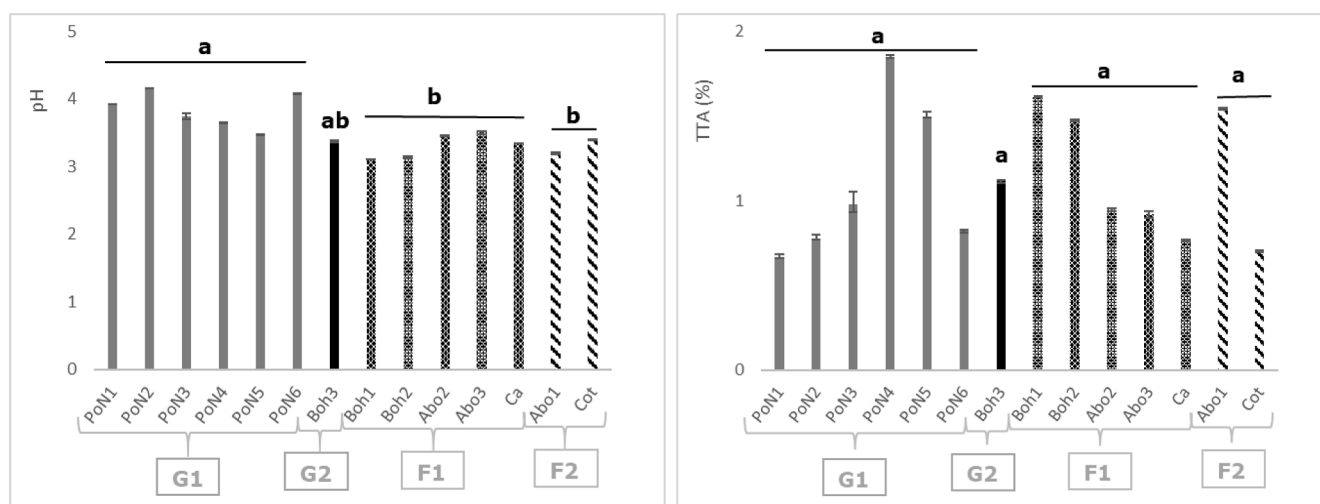 5
4
3
2
1
0
pH
a
ab
b
b
PoN1
PoN2
PoN3
PoN4
PoN5
PoN6
Boh3
Boh1
Boh2
Abo2
Abo3
Ca
Abo1
Cot
G1
G2
F1
F2
2
1
0
TTA (%)
a
a
a
a
PoN1
PoN2
PoN3
PoN4
PoN5
PoN6
Boh3
Boh1
Boh2
Abo2
Abo3
Ca
Abo1
Cot
G1
G2
F1
F2